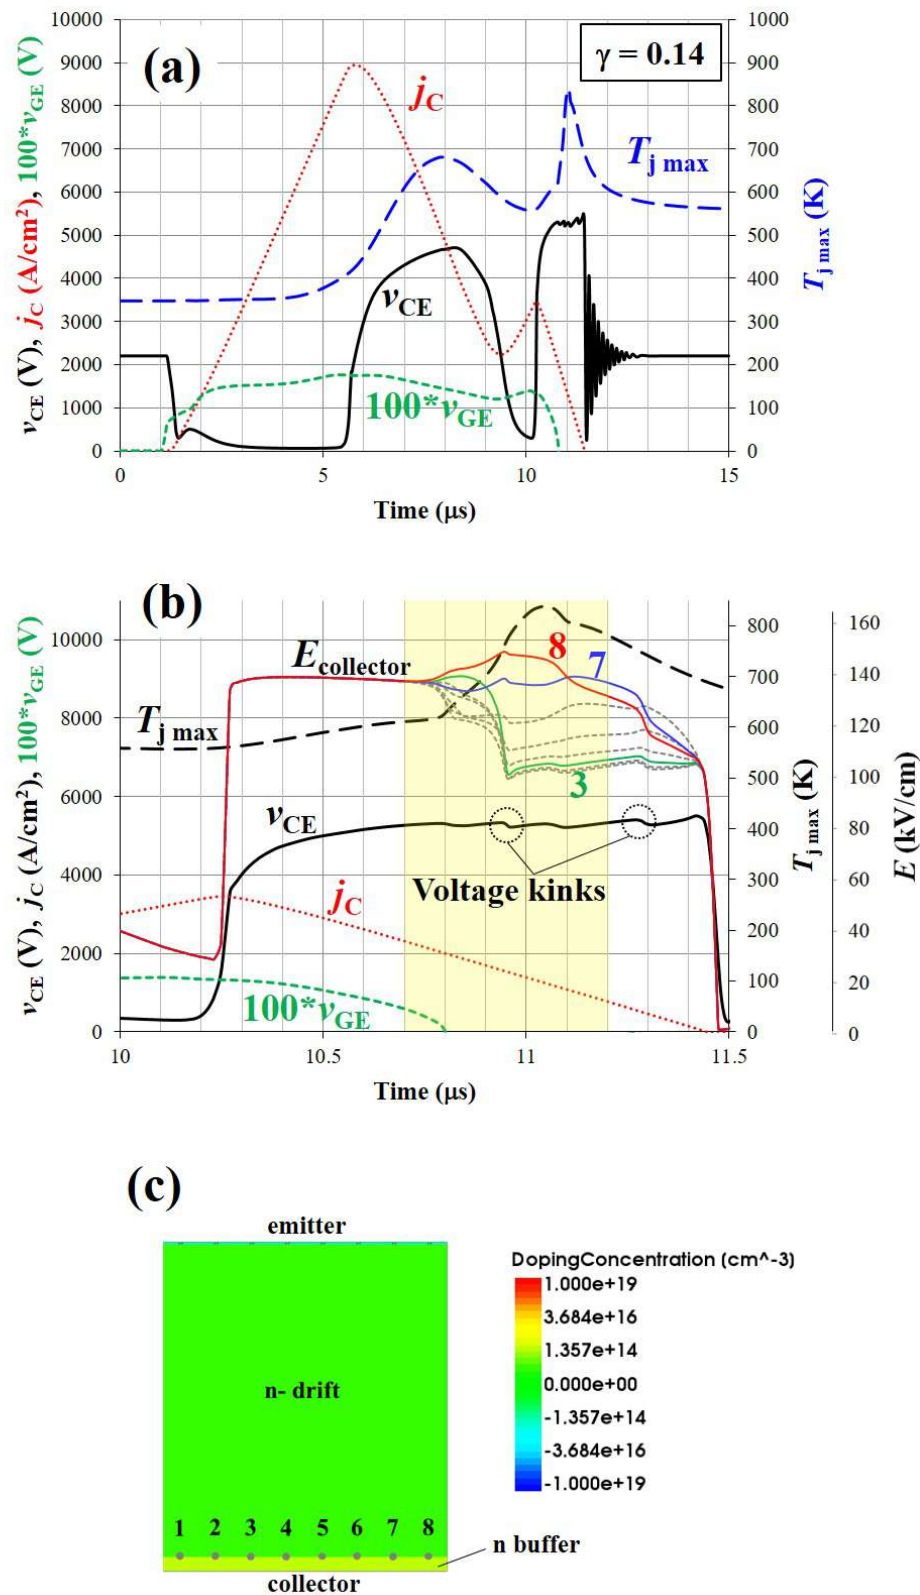 (a)
γ = 0.14
v_CE (V), j_C (A/cm²), 100*v_GE (V)
10000
9000
8000
7000
6000
5000
4000
3000
2000
1000
0
j_C
T_j max
v_CE
100*v_GE
1000
900
800
700
600
500
400
300
200
100
0
T_j max (K)
0 5 10 15
Time (μs)
(b)
v_CE (V), j_C (A/cm²), 100*v_GE (V)
10000
8000
6000
4000
2000
0
E_collector
8
7
3
T_j max
v_CE
Voltage kinks
j_C
100*v_GE
800
700
600
500
400
300
200
100
0
T_j max (K)
160
140
120
100
80
60
40
20
0
E (kV/cm)
10 10.5 11 11.5
Time (μs)
(c)
emitter
n- drift
1 2 3 4 5 6 7 8
n buffer
collector
DopingConcentration (cm^-3)
1.000e+19
3.684e+16
1.357e+14
0.000e+00
-1.357e+14
-3.684e+16
-1.000e+19